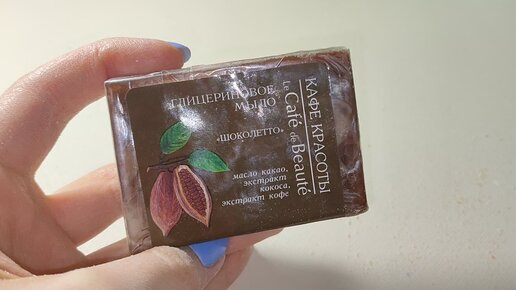 ГЛИЦЕРИНОВОЕ
МЫЛО
«ШОКОЛЕТТО»
масло какао,
экстракт
кокоса,
экстракт кофе
КАФЕ КРАСОТЫ
Le Café de Beauté